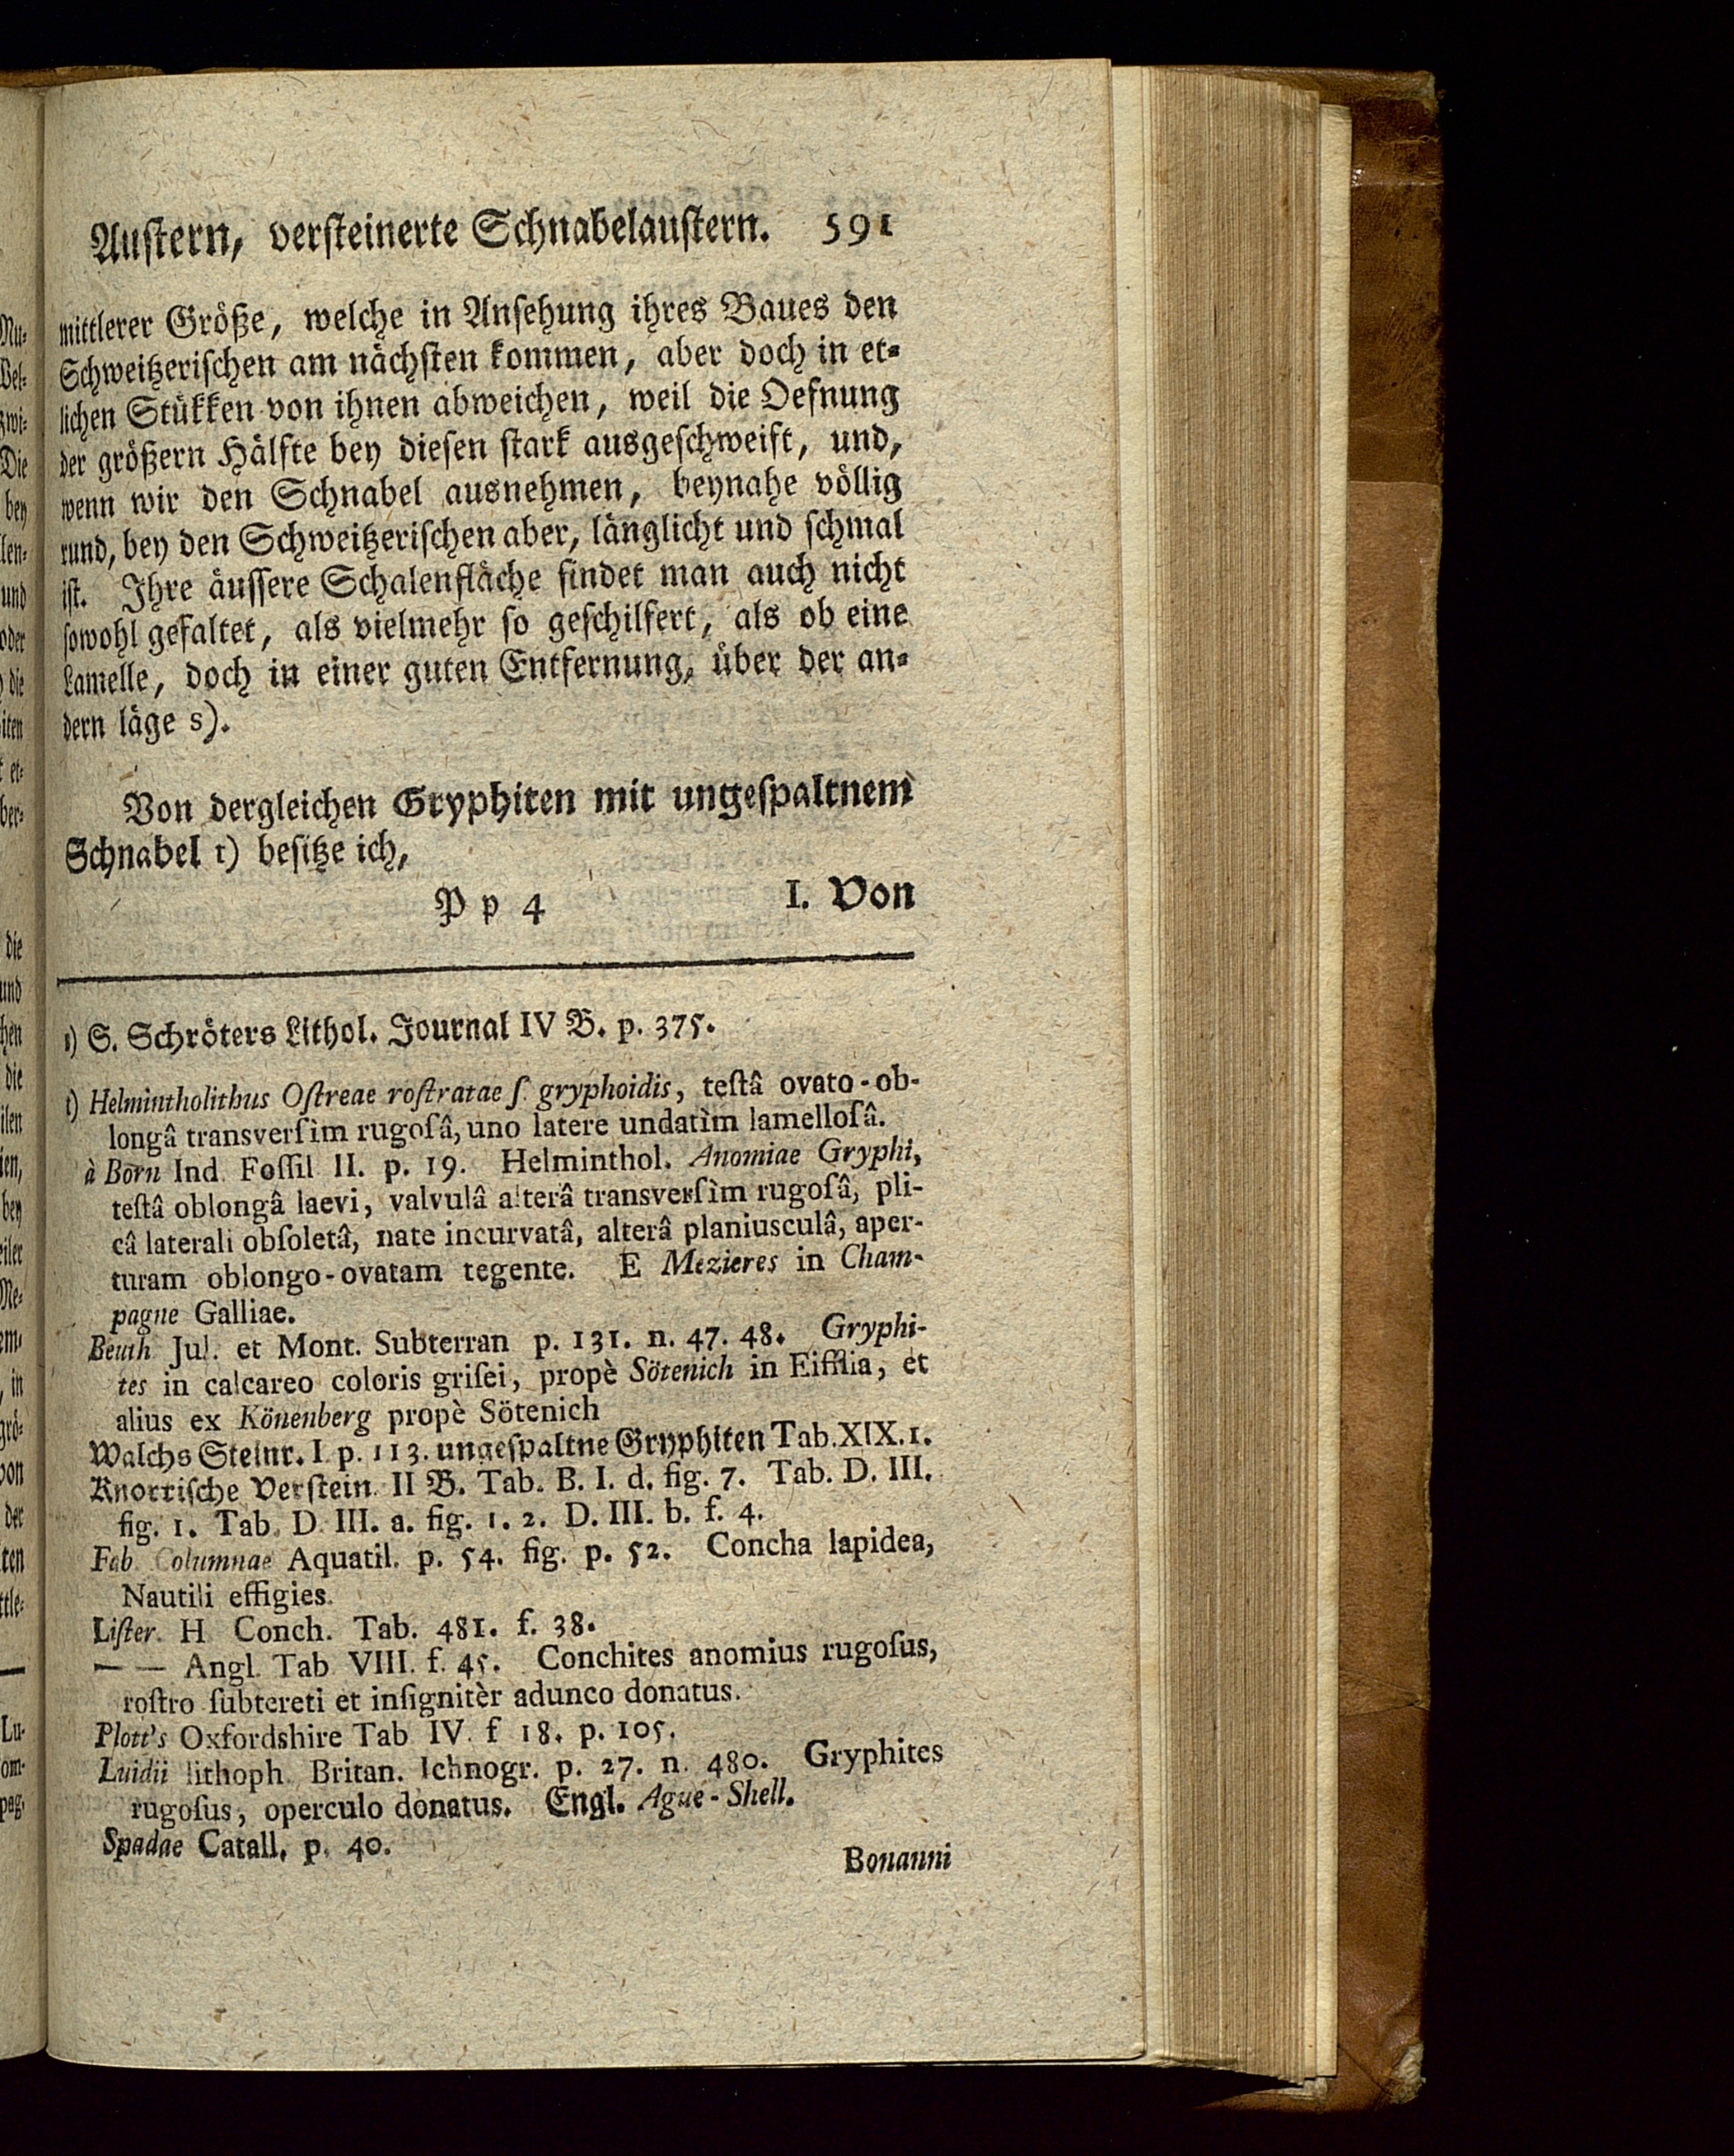 Austern, versteinerte Schnabelaustern. 591
mittlerer Größe, welche in Ansehung ihres Baues den
Schweitzerischen am nächsten kommen, aber doch in et-
lichen Stükken von ihnen abweichen, weil die Oefnung
der größern Hälfte bey diesen stark ausgeschweift, und,
wenn wir den Schnabel ausnehmen, beynahe völlig
rund, bey den Schweitzerischen aber, länglicht und schmal
ist. Ihre äussere Schalenfläche findet man auch nicht
sowohl gefaltet, als vielmehr so geschilfert, als ob eine
Lamelle, doch in einer guten Entfernung, über der an-
dern läge s).
Von dergleichen Gryphiten mit ungespaltnem
Schnabel t) besitze ich,
P p 4 I. Von
s) S. Schröters Lithol. Journal IV B. p. 375.
t) Helmintholithus Oſtreae roſtratae ſ. gryphoidis, teſtâ ovato-ob-
longâ transverſìm rugoſâ, uno latere undatìm lamelloſâ.
à Born Ind. Foſſil II. p. 19. Helminthol. Anomiae Gryphi,
teſtâ oblongâ laevi, valvulâ alterâ transverſìm rugoſâ, pli-
câ laterali obſoletâ, nate incurvatâ, alterâ planiusculâ, aper-
turam oblongo-ovatam tegente. E Mezieres in Cham-
pagne Galliae.
Beuth Jul. et Mont. Subterran p. 131. n. 47. 48. Gryphi-
tes in calcareo coloris griſei, propè Sötenich in Eifflia, et
alius ex Könenberg propè Sötenich
Walchs Steinr. I. p. 113. ungespaltne Gryphiten Tab. XIX. 1.
Knorrische Verstein. II B. Tab. B. I. d. fig. 7. Tab. D. III.
fig. 1. Tab. D. III. a. fig. 1. 2. D. III. b. f. 4.
Fab. Columnae Aquatil. p. 54. fig. p. 52. Concha lapidea,
Nautili effigies.
Liſter. H. Conch. Tab. 481. f. 38.
— — Angl. Tab VIII. f. 45. Conchites anomius rugoſus,
roſtro ſubtereti et inſignitèr adunco donatus.
Plott's Oxfordshire Tab IV. f 18. p. 105.
Luidii lithoph. Britan. Ichnogr. p. 27. n. 480. Gryphites
rugoſus, operculo donatus. Engl. Ague-Shell.
Spadae Catall. p. 40.
Bonanni